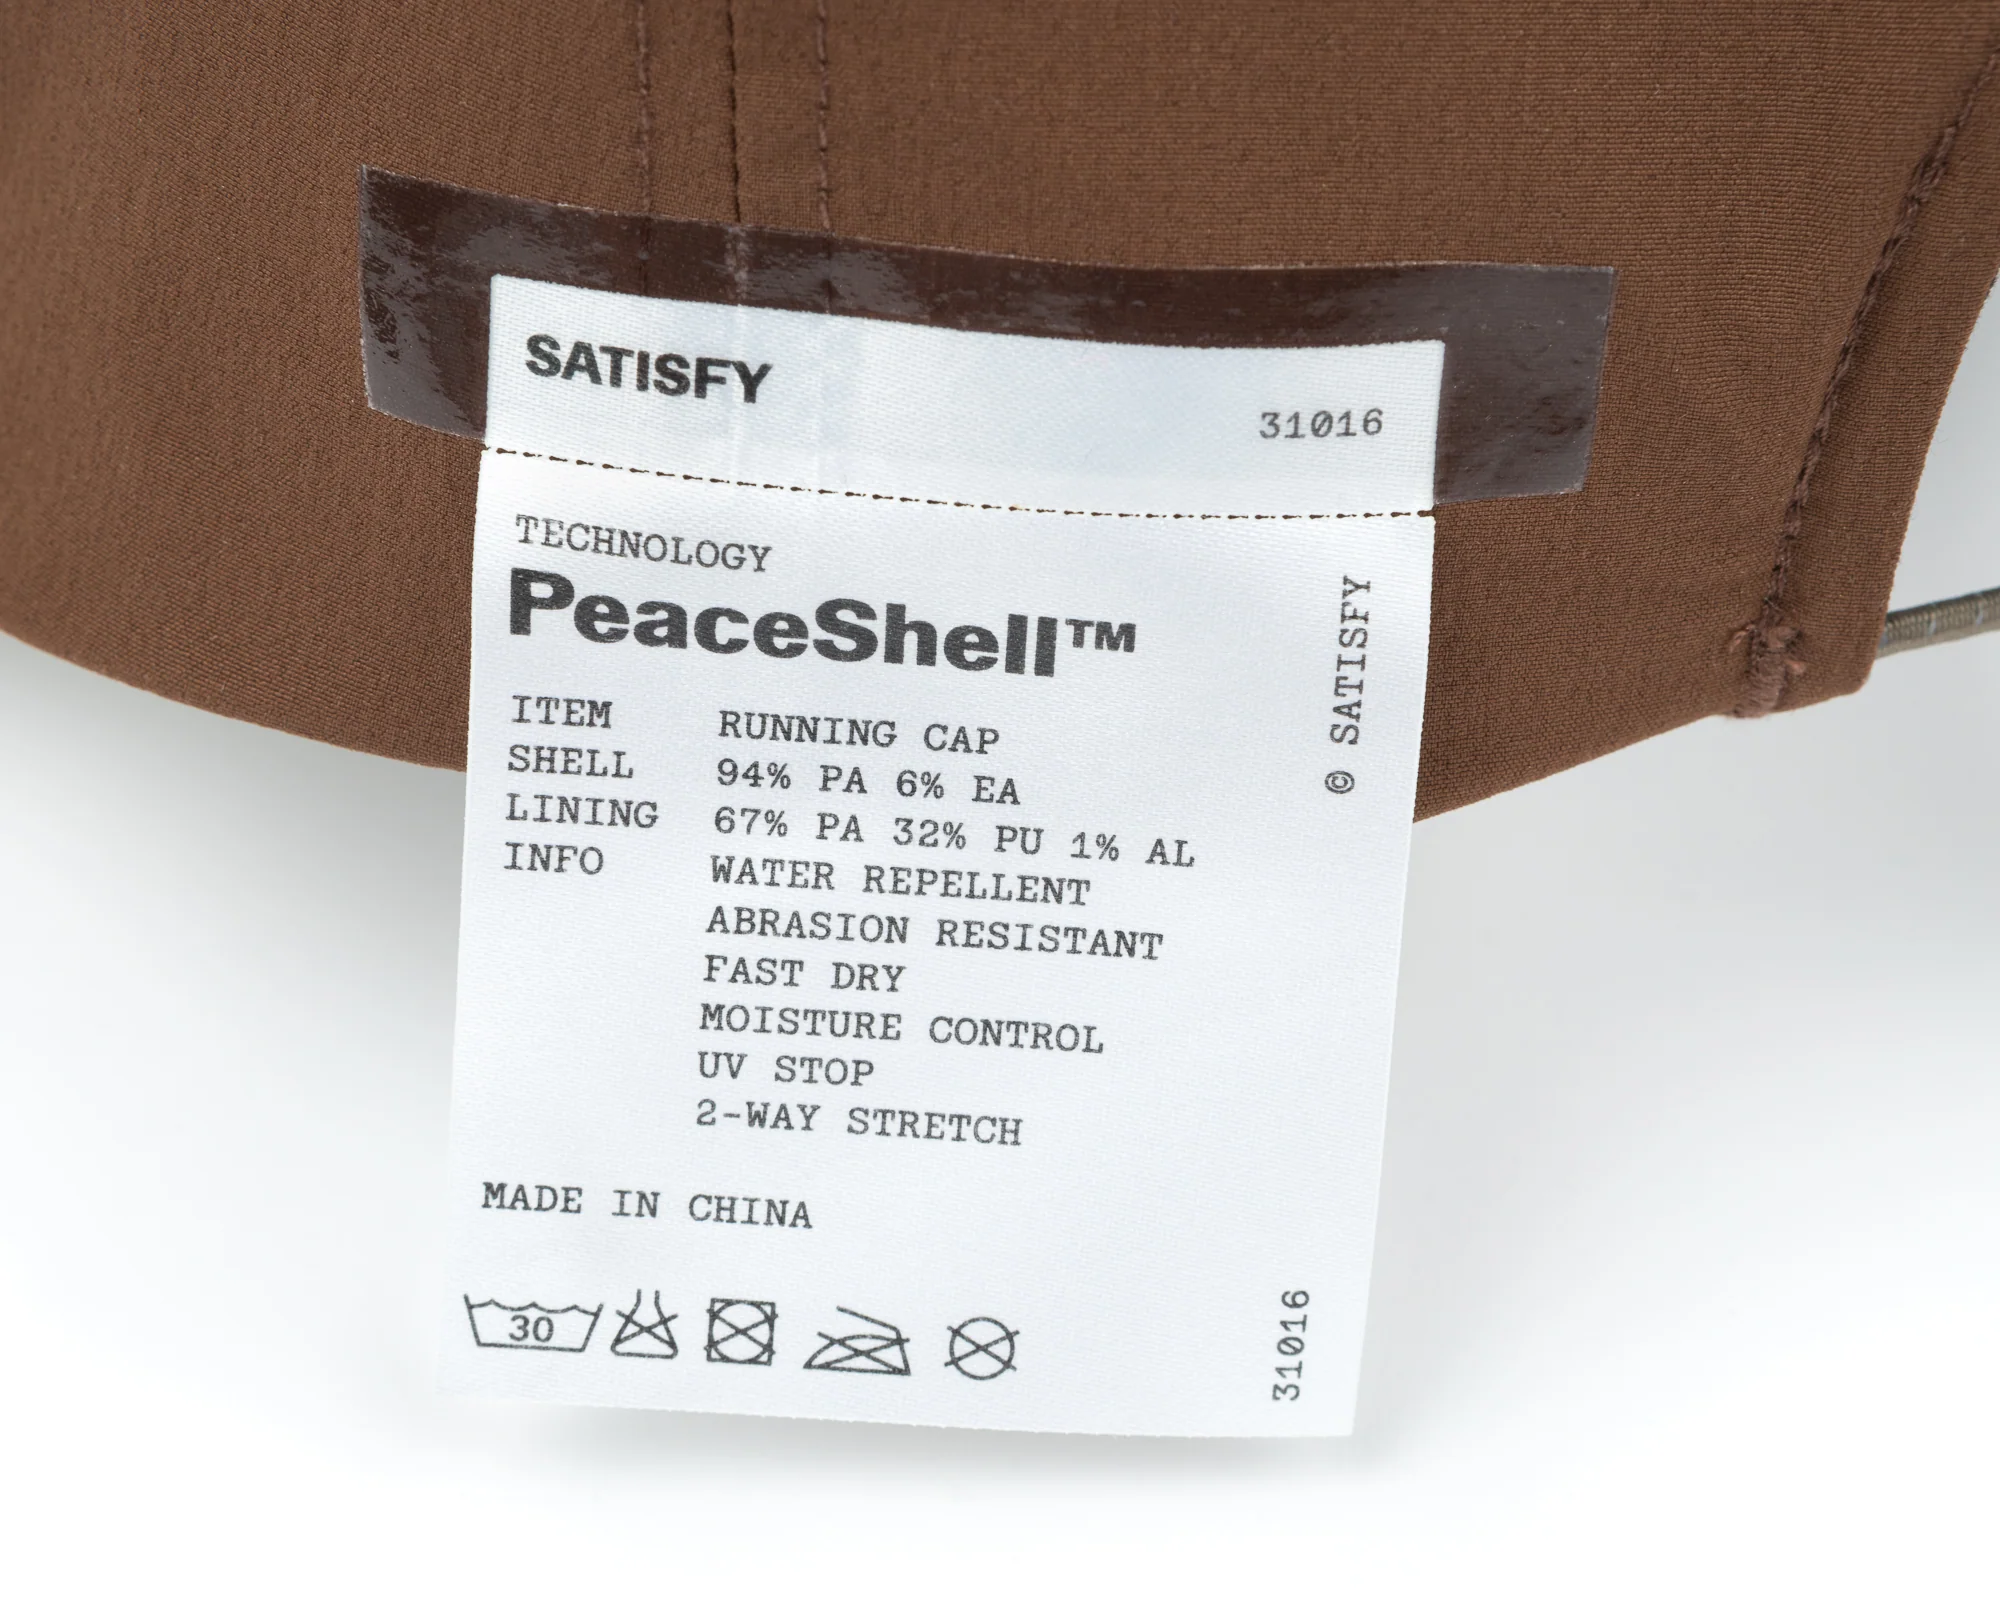 SATISFY
31016
TECHNOLOGY
PeaceShell™
ITEM RUNNING CAP
SHELL 94% PA 6% EA
LINING 67% PA 32% PU 1% AL
INFO WATER REPELLENT
ABRASION RESISTANT
FAST DRY
MOISTURE CONTROL
UV STOP
2-WAY STRETCH
MADE IN CHINA
30
© SATISFY
31016